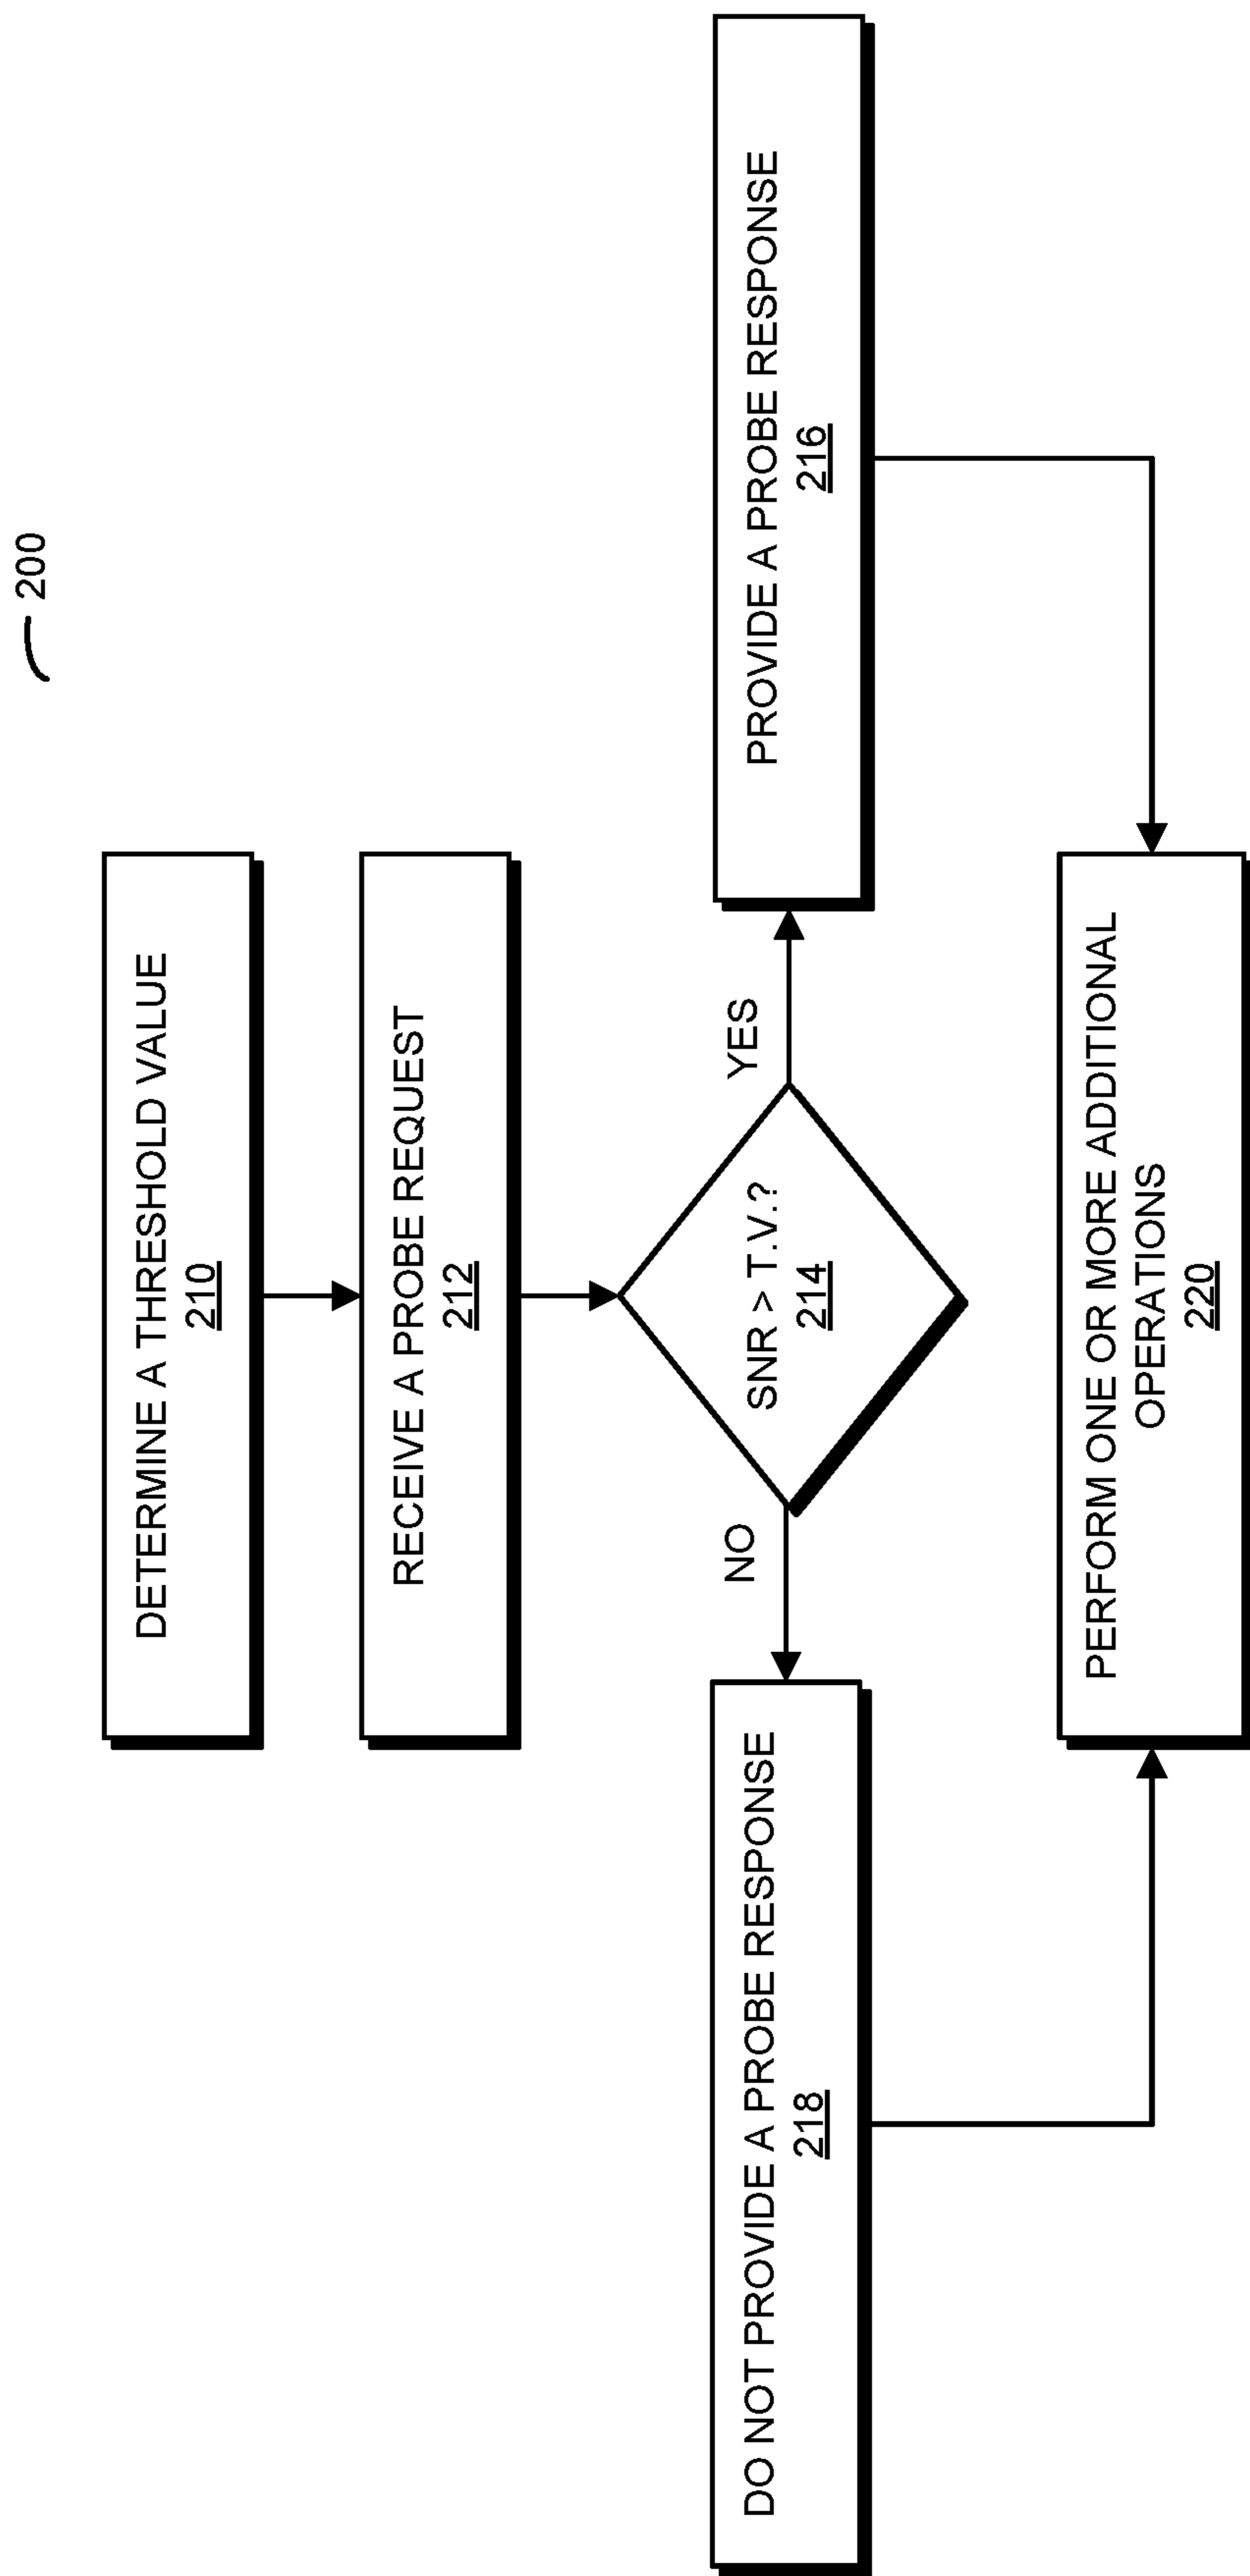 200
DETERMINE A THRESHOLD VALUE
210
RECEIVE A PROBE REQUEST
212
SNR > T.V.?
214
NO
YES
DO NOT PROVIDE A PROBE RESPONSE
218
PROVIDE A PROBE RESPONSE
216
PERFORM ONE OR MORE ADDITIONAL
OPERATIONS
220